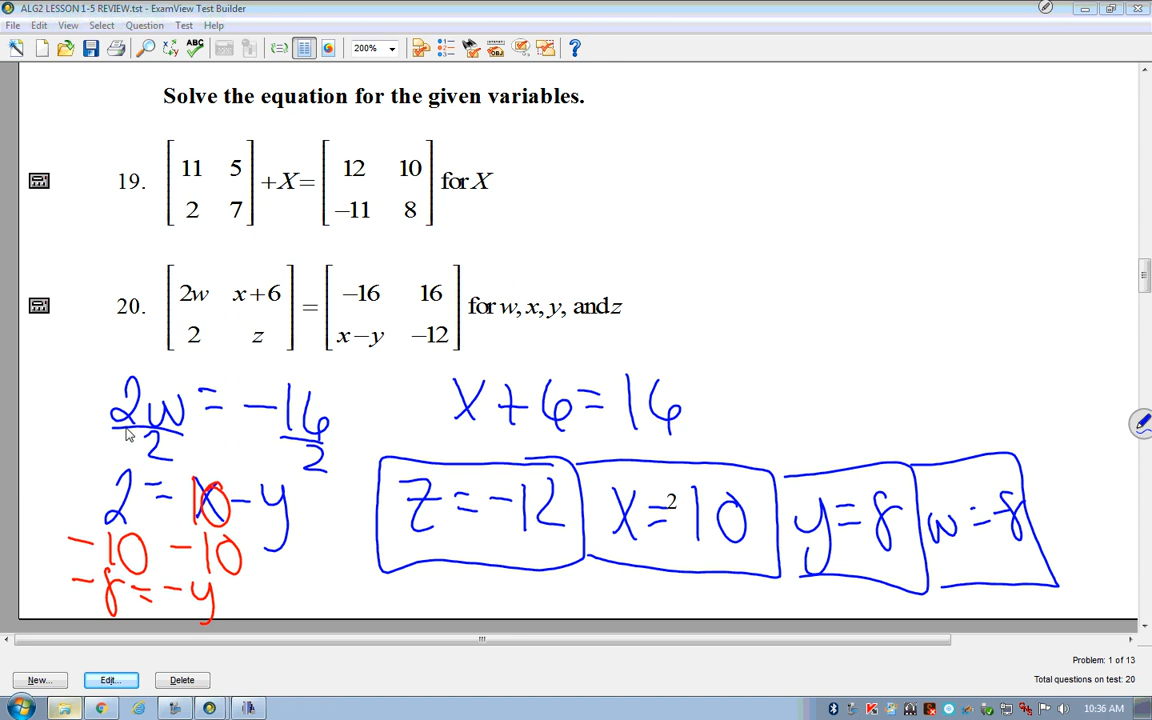 ALG2 LESSON 1-5 REVIEW.tst - ExamView Test Builder
File Edit View Select Question Test Help
ABC 200% OBJ ?
Solve the equation for the given variables.
19. [11 5; 2 7] +X= [12 10; −11 8] for X
20. [2w x+6; 2 z] = [−16 16; x−y −12] for w, x, y, and z
2w = -16 x + 6 = 16
2 2
2 = 10 - y z = -12 x = 10 y = 8 w = -8
2
-10 -10
-8 = -y
New... Edit... Delete
Problem: 1 of 13
Total questions on test: 20
10:36 AM